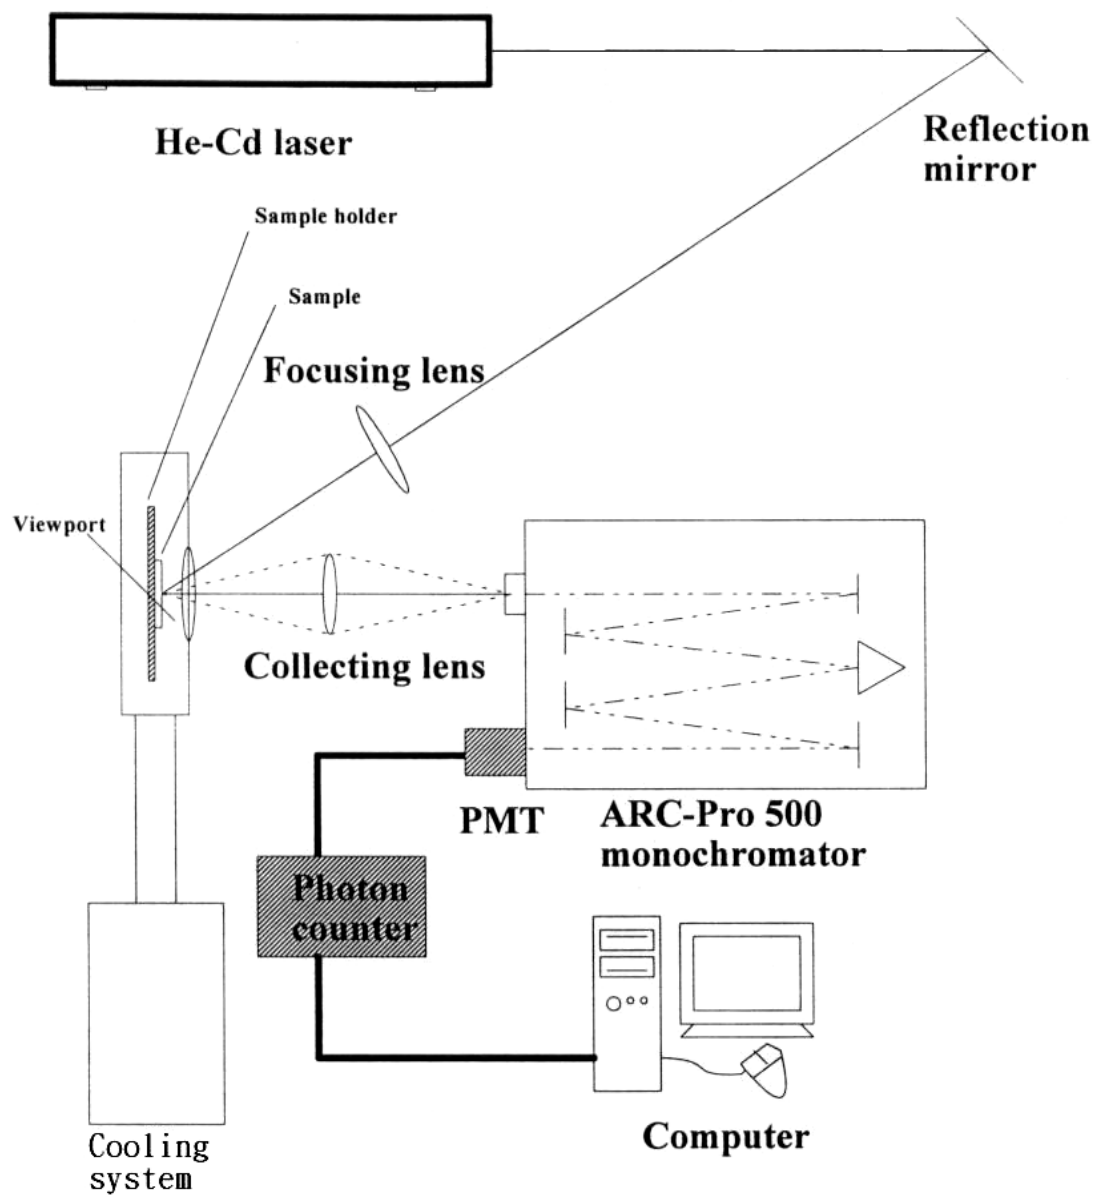 He-Cd laser
Reflection
mirror
Sample holder
Sample
Focusing lens
Viewport
Collecting lens
PMT
ARC-Pro 500
monochromator
Photon
counter
Computer
Cooling
system